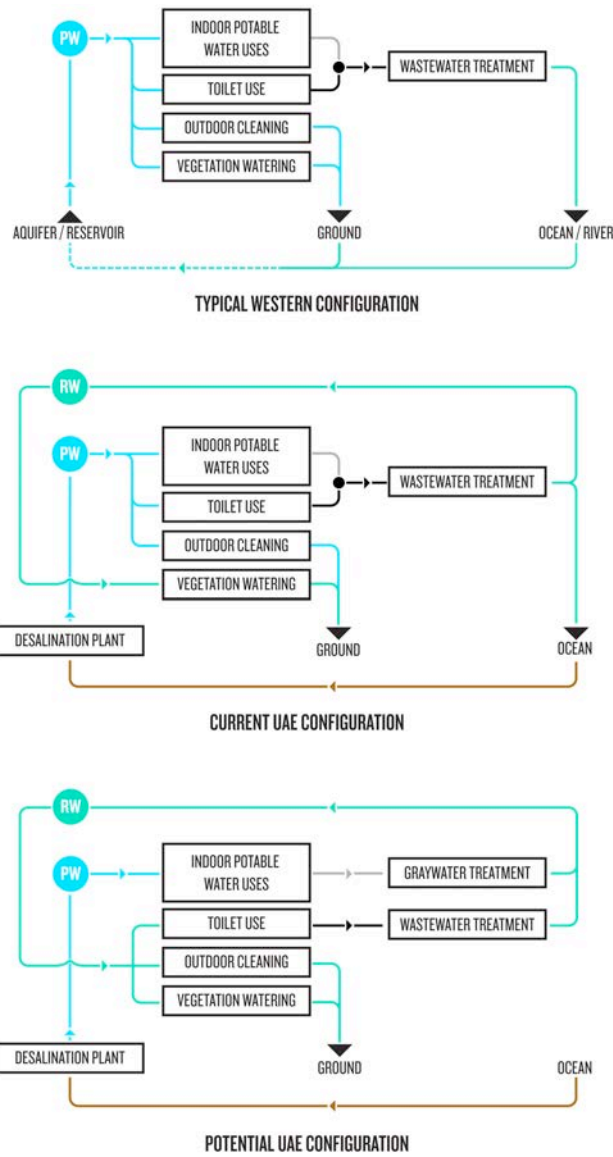 PW
INDOOR POTABLE
WATER USES
WASTEWATER TREATMENT
TOILET USE
OUTDOOR CLEANING
VEGETATION WATERING
AQUIFER / RESERVOIR
GROUND
OCEAN / RIVER
TYPICAL WESTERN CONFIGURATION
RW
PW
INDOOR POTABLE
WATER USES
WASTEWATER TREATMENT
TOILET USE
OUTDOOR CLEANING
VEGETATION WATERING
DESALINATION PLANT
GROUND
OCEAN
CURRENT UAE CONFIGURATION
RW
PW
INDOOR POTABLE
WATER USES
GRAYWATER TREATMENT
TOILET USE
WASTEWATER TREATMENT
OUTDOOR CLEANING
VEGETATION WATERING
DESALINATION PLANT
GROUND
OCEAN
POTENTIAL UAE CONFIGURATION